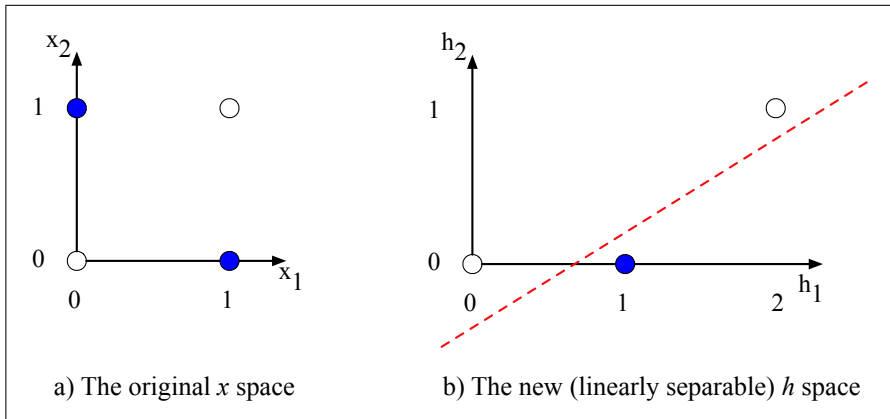 x2
1
0
0
1
x1
a) The original x space
h2
1
0
0
1
2
h1
b) The new (linearly separable) h space